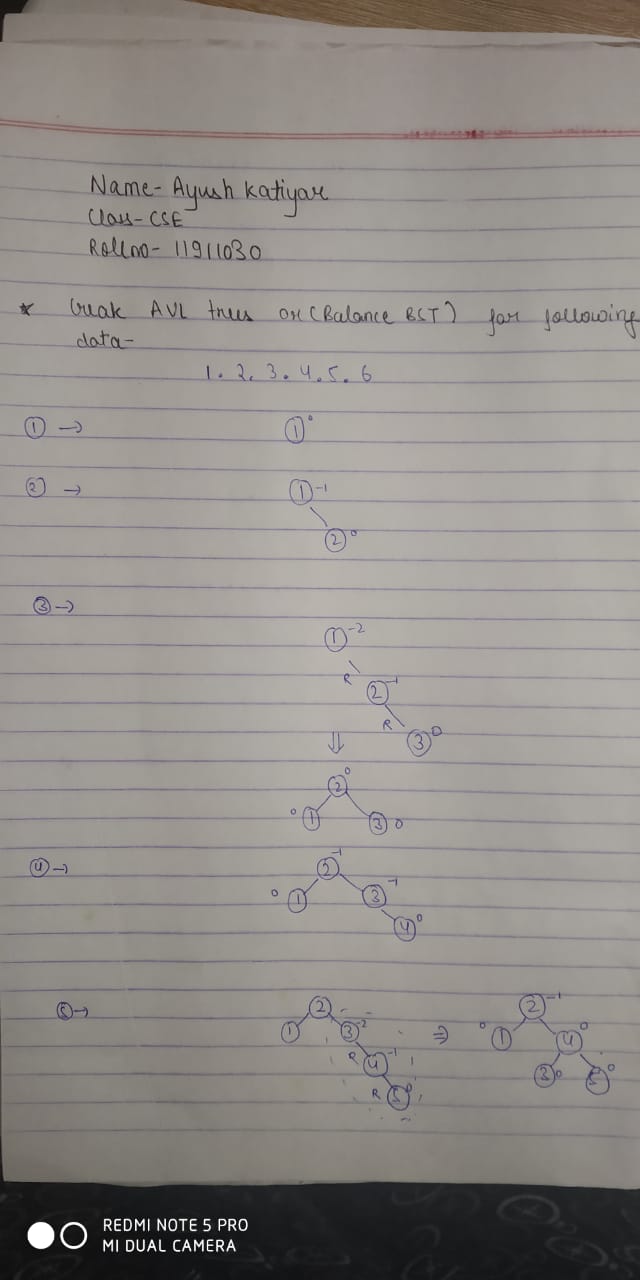 Name- Ayush Katiyar
Class- CSE
Rollno- 11911030
* Creak AVL trees or (Balance BST) for following
data-
1. 2. 3. 4. 5. 6
① → ① 0
② → ① -1
② 0
③ →
① -2
R ② -1
R ③ 0
⇓
② 0
0 ① ③ 0
④ → ② -1
0 ① ③ -1
④ 0
⑤ → ② ⇒ ② -1
① ③ -2 0 ① ④ 0
R ④ -1 ③ 0 ⑤ 0
R ⑤ 0
REDMI NOTE 5 PRO
MI DUAL CAMERA